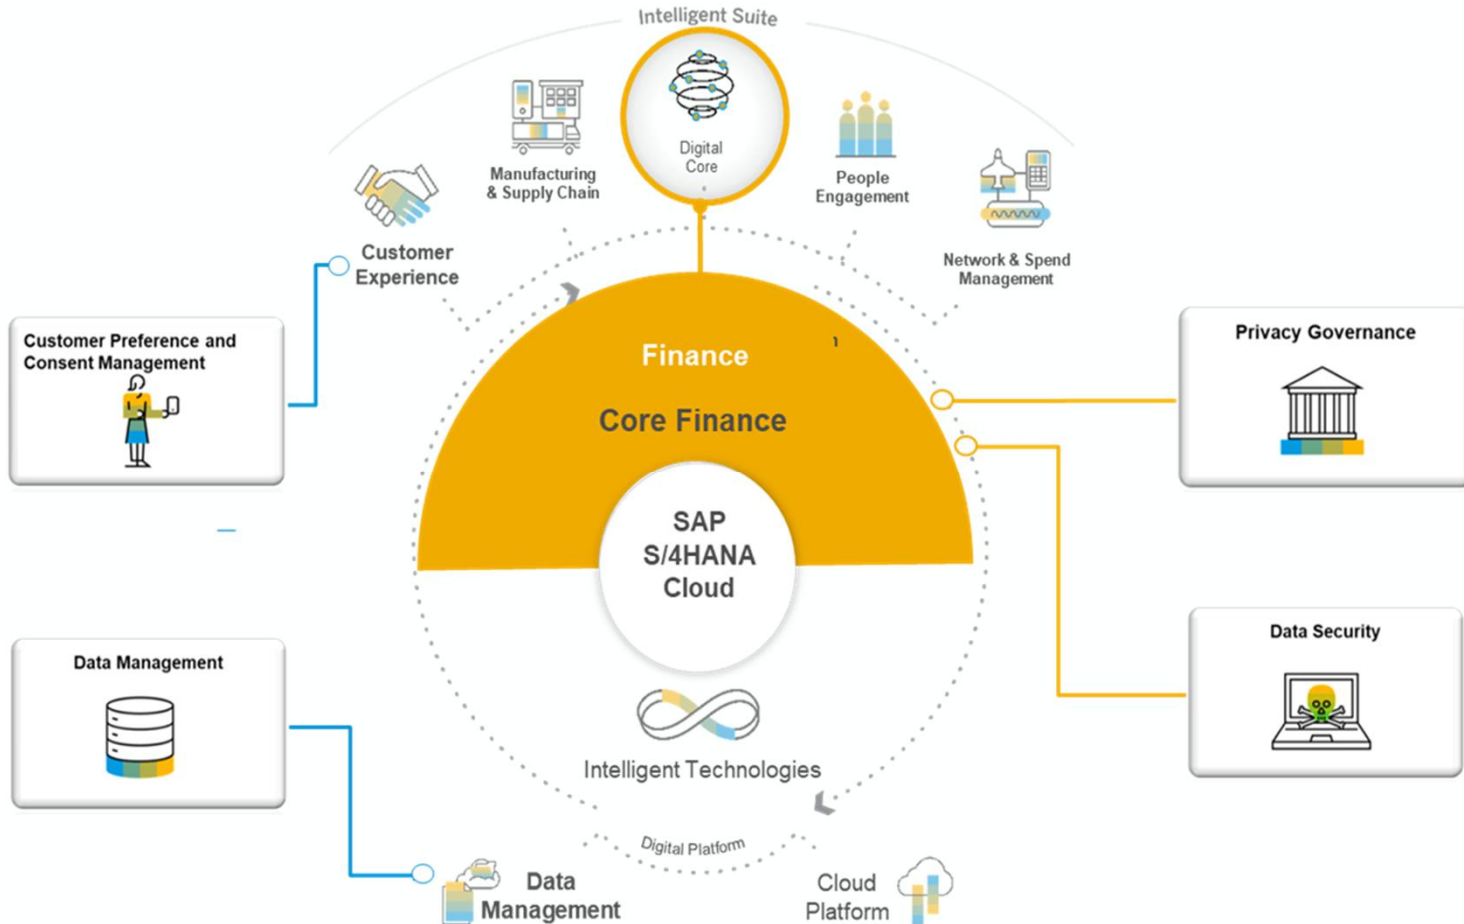 Intelligent Suite
Digital
Core
Manufacturing
& Supply Chain
People
Engagement
Customer
Experience
Network & Spend
Management
Customer Preference and
Consent Management
Privacy Governance
Finance
Core Finance
SAP
S/4HANA
Cloud
Data Management
Data Security
Intelligent Technologies
Digital Platform
Data
Management
Cloud
Platform